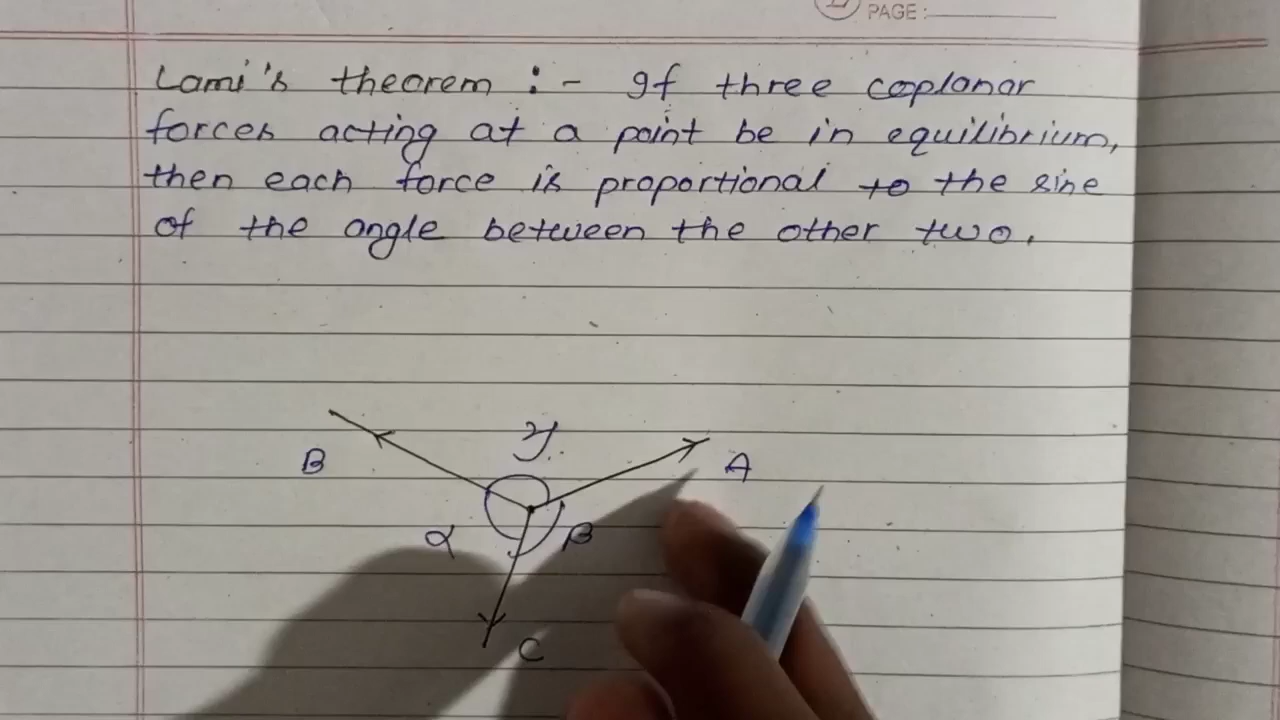 PAGE:
Lami's theorem :- If three coplanar
forces acting at a point be in equilibrium,
then each force is proportional to the sine
of the angle between the other two.
γ
B
A
α
β
C